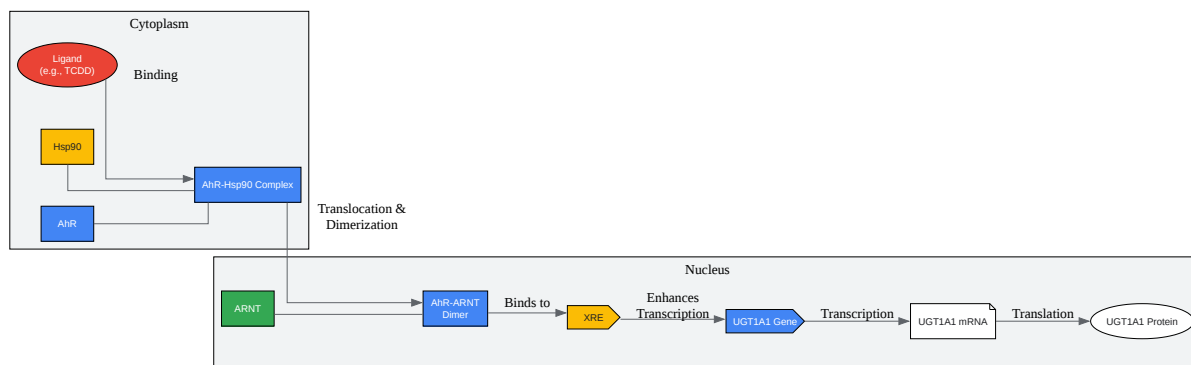 Cytoplasm
Ligand
(e.g., TCDD)
Binding
Hsp90
AhR-Hsp90 Complex
AhR
Translocation &
Dimerization
Nucleus
ARNT
AhR-ARNT
Dimer
Binds to
XRE
Enhances
Transcription
UGT1A1 Gene
Transcription
UGT1A1 mRNA
Translation
UGT1A1 Protein